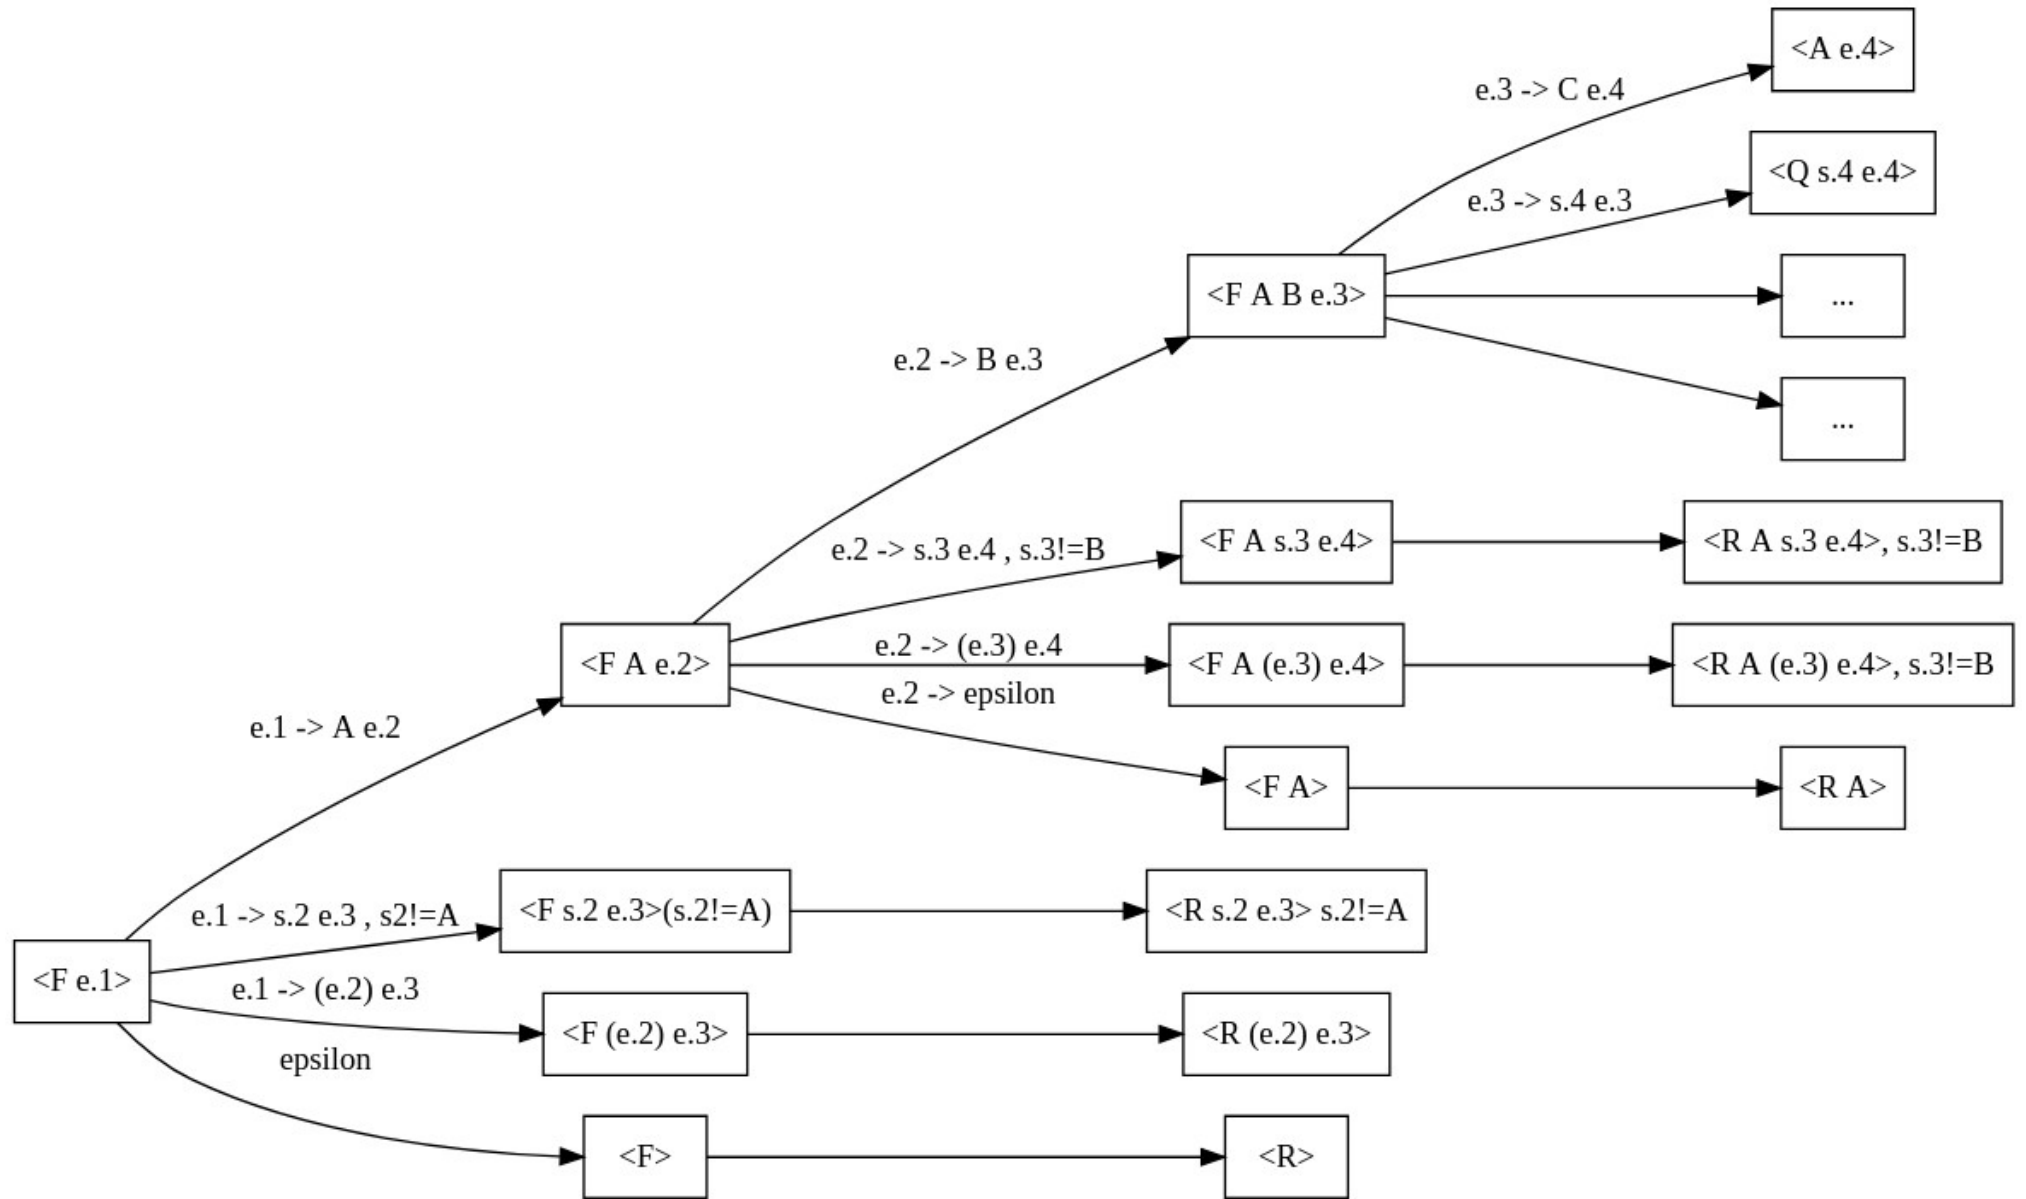 <A e.4>
e.3 -> C e.4
<Q s.4 e.4>
e.3 -> s.4 e.3
<F A B e.3>
...
e.2 -> B e.3
...
<F A s.3 e.4>
<R A s.3 e.4>, s.3!=B
e.2 -> s.3 e.4 , s.3!=B
e.2 -> (e.3) e.4
<F A e.2>
<F A (e.3) e.4>
<R A (e.3) e.4>, s.3!=B
e.2 -> epsilon
e.1 -> A e.2
<F A>
<R A>
e.1 -> s.2 e.3 , s2!=A
<F s.2 e.3>(s.2!=A)
<R s.2 e.3> s.2!=A
<F e.1>
e.1 -> (e.2) e.3
<F (e.2) e.3>
<R (e.2) e.3>
epsilon
<F>
<R>